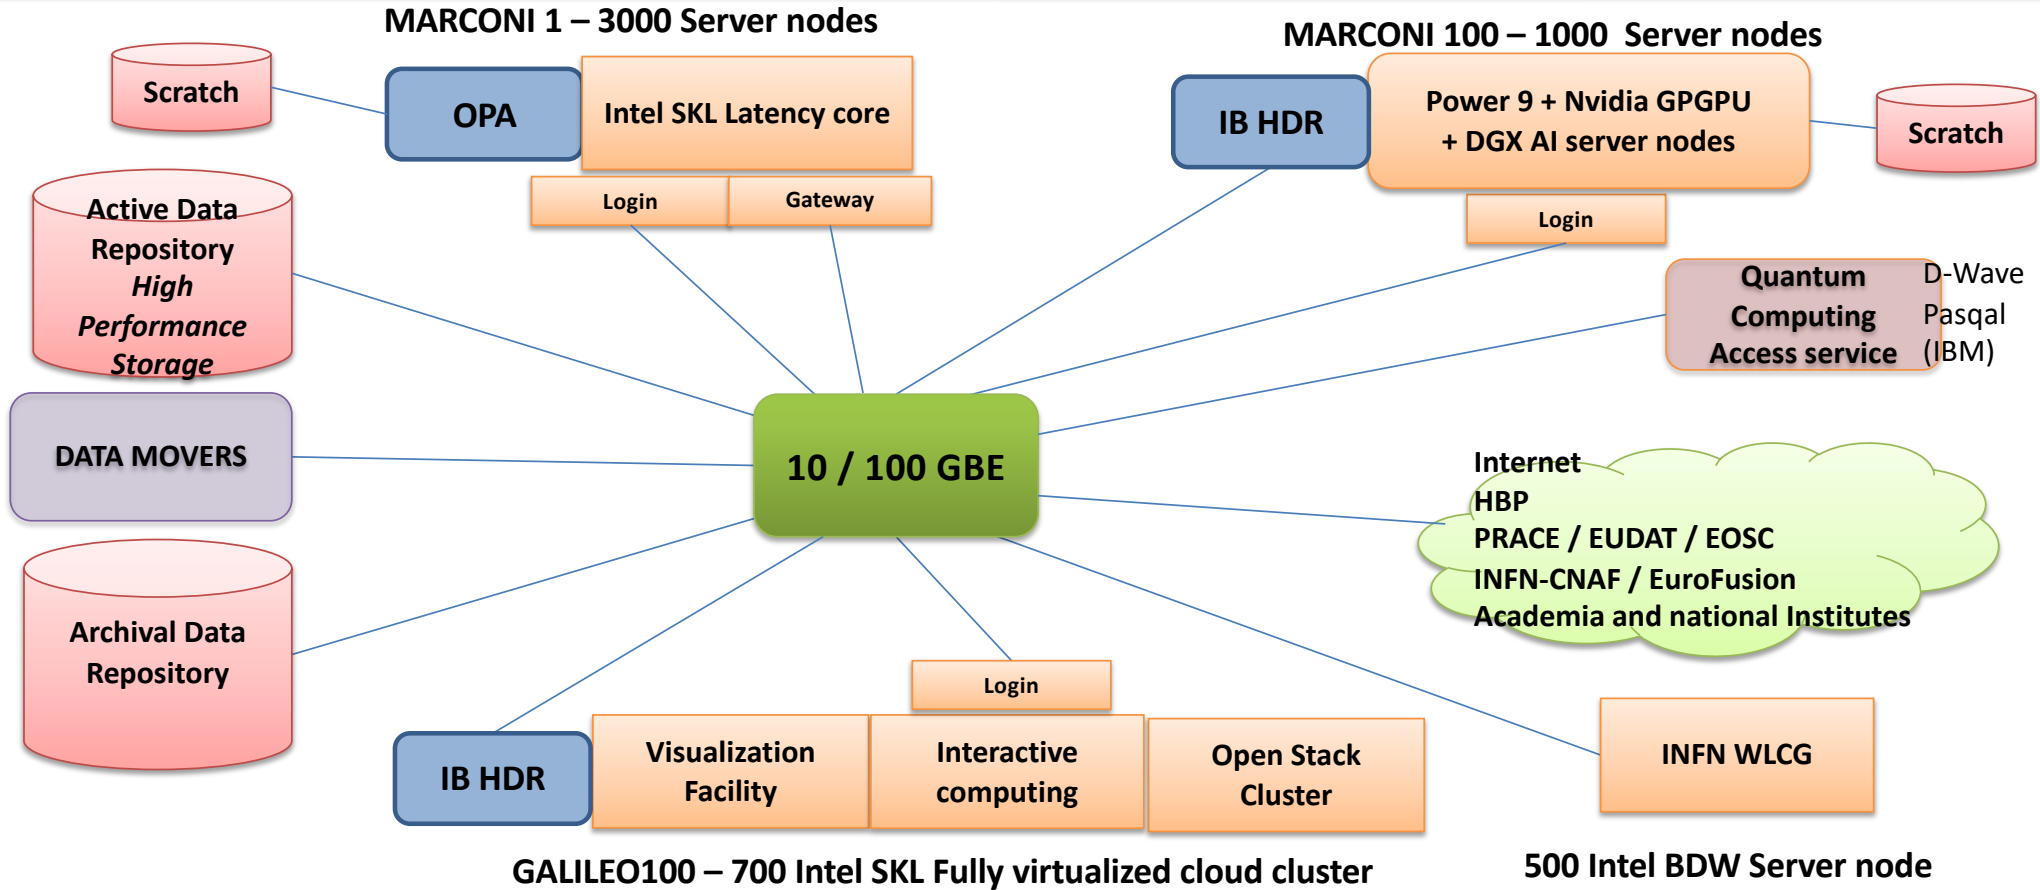 MARCONI 1 – 3000 Server nodes
MARCONI 100 – 1000 Server nodes
Scratch
OPA
Intel SKL Latency core
Login
Gateway
IB HDR
Power 9 + Nvidia GPGPU
+ DGX AI server nodes
Scratch
Login
Active Data
Repository
High
Performance
Storage
Quantum
Computing
Access service
D-Wave
Pasqal
(IBM)
DATA MOVERS
10 / 100 GBE
Internet
HBP
PRACE / EUDAT / EOSC
INFN-CNAF / EuroFusion
Academia and national Institutes
Archival Data
Repository
Login
IB HDR
Visualization
Facility
Interactive
computing
Open Stack
Cluster
INFN WLCG
GALILEO100 – 700 Intel SKL Fully virtualized cloud cluster
500 Intel BDW Server node